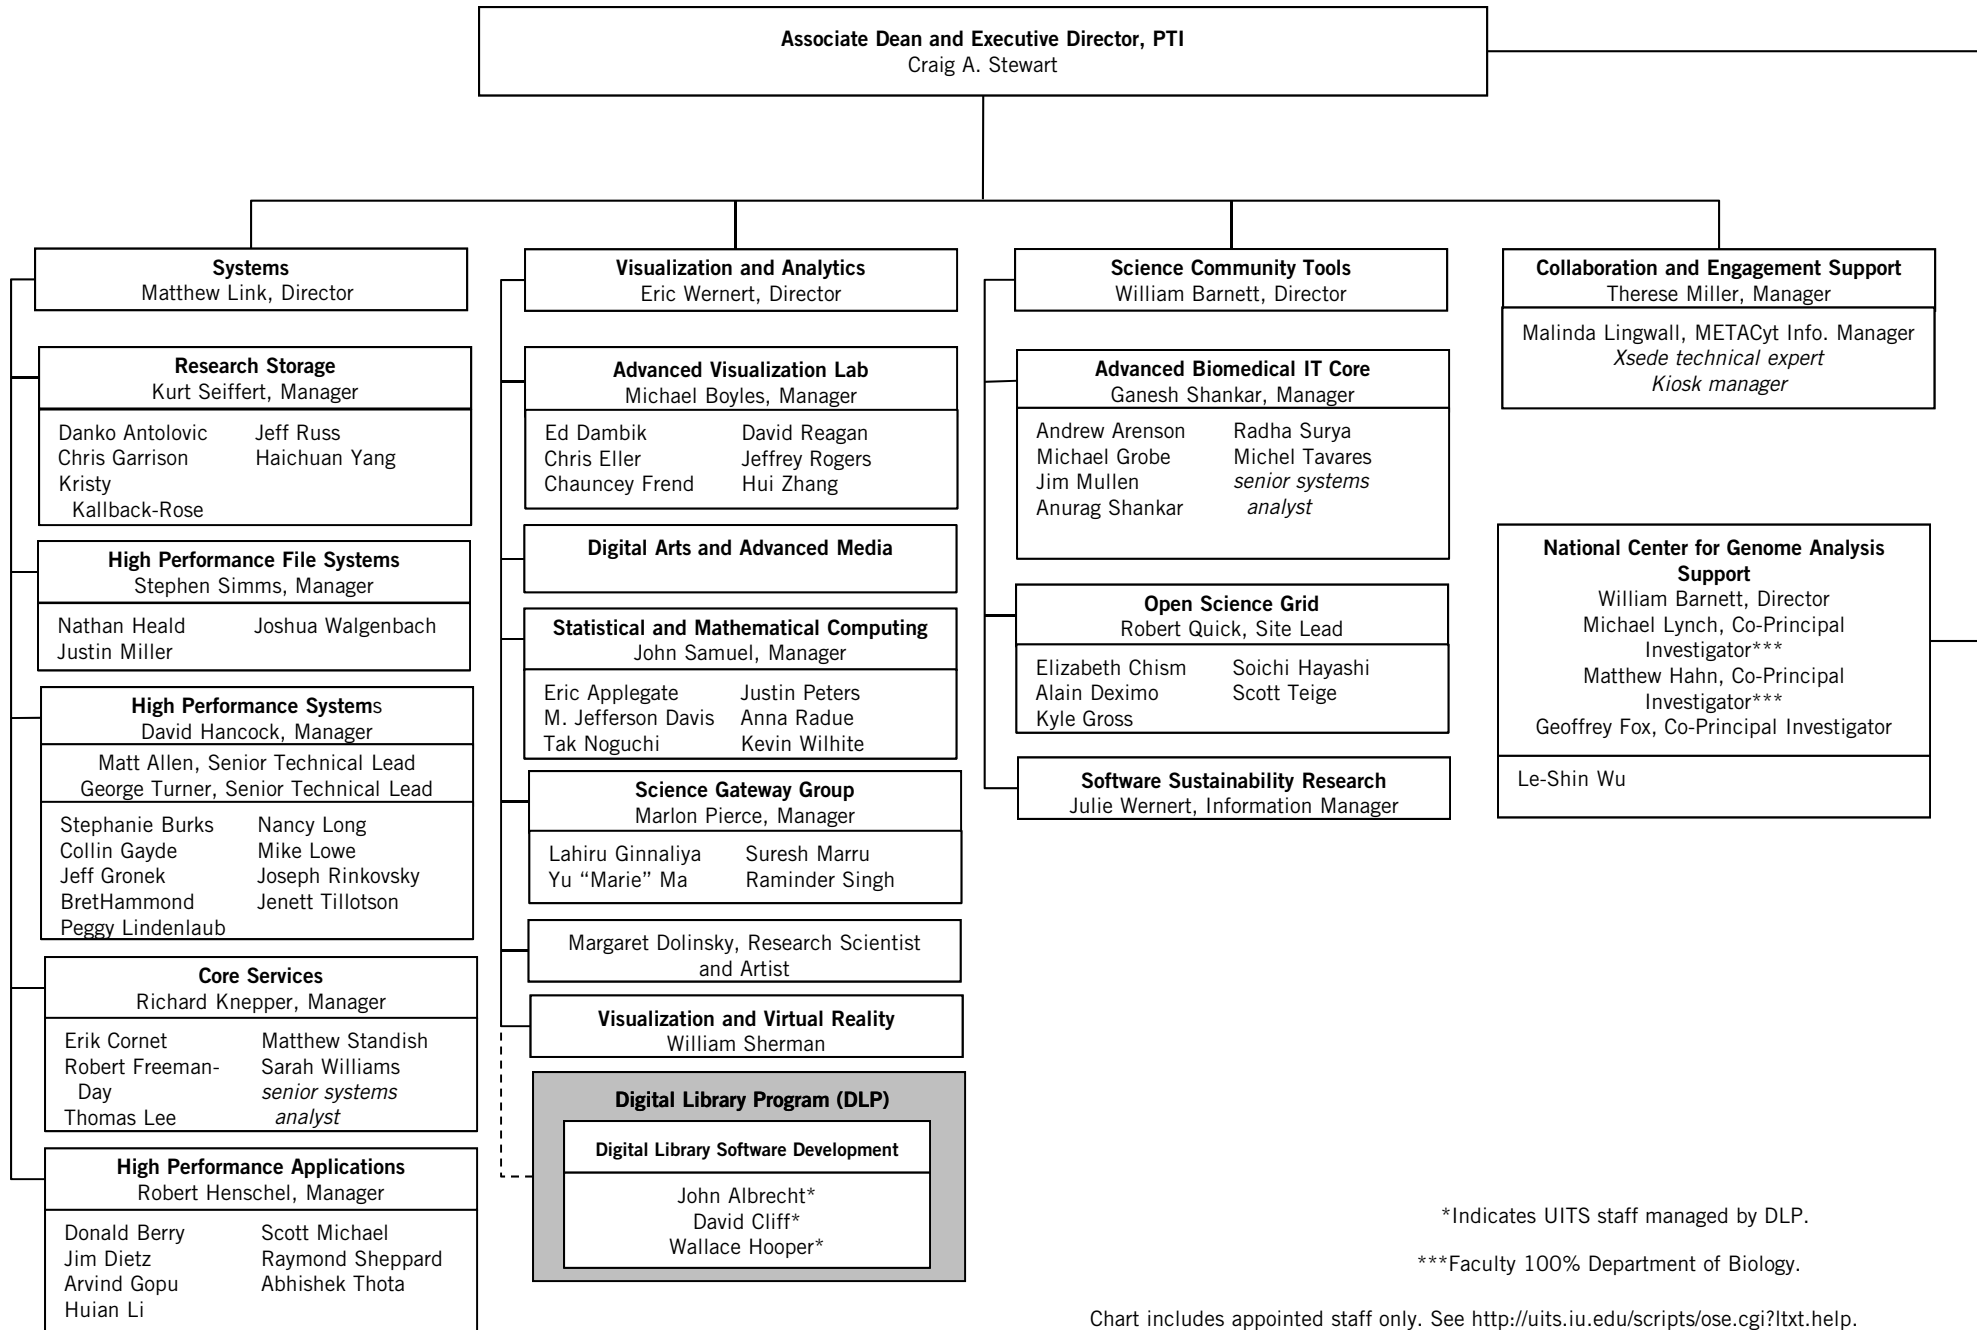 Associate Dean and Executive Director, PTI
Craig A. Stewart
Systems
Matthew Link, Director
Research Storage
Kurt Seiffert, Manager
Danko Antolovic
Chris Garrison
Kristy
Kallback-Rose
Jeff Russ
Haichuan Yang
High Performance File Systems
Stephen Simms, Manager
Nathan Heald
Justin Miller
Joshua Walgenbach
High Performance Systems
David Hancock, Manager
Matt Allen, Senior Technical Lead
George Turner, Senior Technical Lead
Stephanie Burks
Collin Gayde
Jeff Gronek
BretHammond
Peggy Lindenlaub
Nancy Long
Mike Lowe
Joseph Rinkovsky
Jenett Tillotson
Core Services
Richard Knepper, Manager
Erik Cornet
Robert Freeman-
Day
Thomas Lee
Matthew Standish
Sarah Williams
senior systems
analyst
High Performance Applications
Robert Henschel, Manager
Donald Berry
Jim Dietz
Arvind Gopu
Huian Li
Scott Michael
Raymond Sheppard
Abhishek Thota
Visualization and Analytics
Eric Wernert, Director
Advanced Visualization Lab
Michael Boyles, Manager
Ed Dambik
Chris Eller
Chauncey Frend
David Reagan
Jeffrey Rogers
Hui Zhang
Digital Arts and Advanced Media
Statistical and Mathematical Computing
John Samuel, Manager
Eric Applegate
M. Jefferson Davis
Tak Noguchi
Justin Peters
Anna Radue
Kevin Wilhite
Science Gateway Group
Marlon Pierce, Manager
Lahiru Ginnaliya
Yu “Marie” Ma
Suresh Marru
Raminder Singh
Margaret Dolinsky, Research Scientist
and Artist
Visualization and Virtual Reality
William Sherman
Digital Library Program (DLP)
Digital Library Software Development
John Albrecht*
David Cliff*
Wallace Hooper*
Science Community Tools
William Barnett, Director
Advanced Biomedical IT Core
Ganesh Shankar, Manager
Andrew Arenson
Michael Grobe
Jim Mullen
Anurag Shankar
Radha Surya
Michel Tavares
senior systems
analyst
Open Science Grid
Robert Quick, Site Lead
Elizabeth Chism
Alain Deximo
Kyle Gross
Soichi Hayashi
Scott Teige
Software Sustainability Research
Julie Wernert, Information Manager
Collaboration and Engagement Support
Therese Miller, Manager
Malinda Lingwall, METACyt Info. Manager
Xsede technical expert
Kiosk manager
National Center for Genome Analysis
Support
William Barnett, Director
Michael Lynch, Co-Principal
Investigator***
Matthew Hahn, Co-Principal
Investigator***
Geoffrey Fox, Co-Principal Investigator
Le-Shin Wu
*Indicates UITS staff managed by DLP.
***Faculty 100% Department of Biology.
Chart includes appointed staff only. See http://uits.iu.edu/scripts/ose.cgi?ltxt.help.